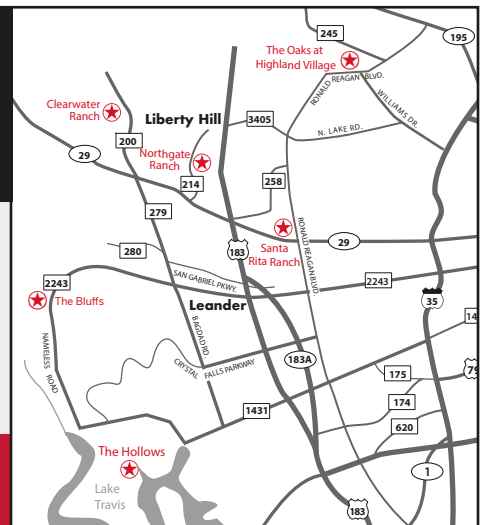 245
195
The Oaks at
Highland Village
RONALD REAGAN BLVD.
WILLIAMS DR.
Clearwater
Ranch
Liberty Hill
3405
N. LAKE RD.
200
29
Northgate
Ranch
214
258
279
Santa
Rita Ranch
RONALD REAGAN BLVD.
29
280
183
2243
SAN GABRIEL PKWY.
2243
The Bluffs
Leander
35
BAGDAD RD.
NAMELESS ROAD
CRYSTAL FALLS PARKWAY
183A
175
174
1431
620
The Hollows
Lake
Travis
1
183